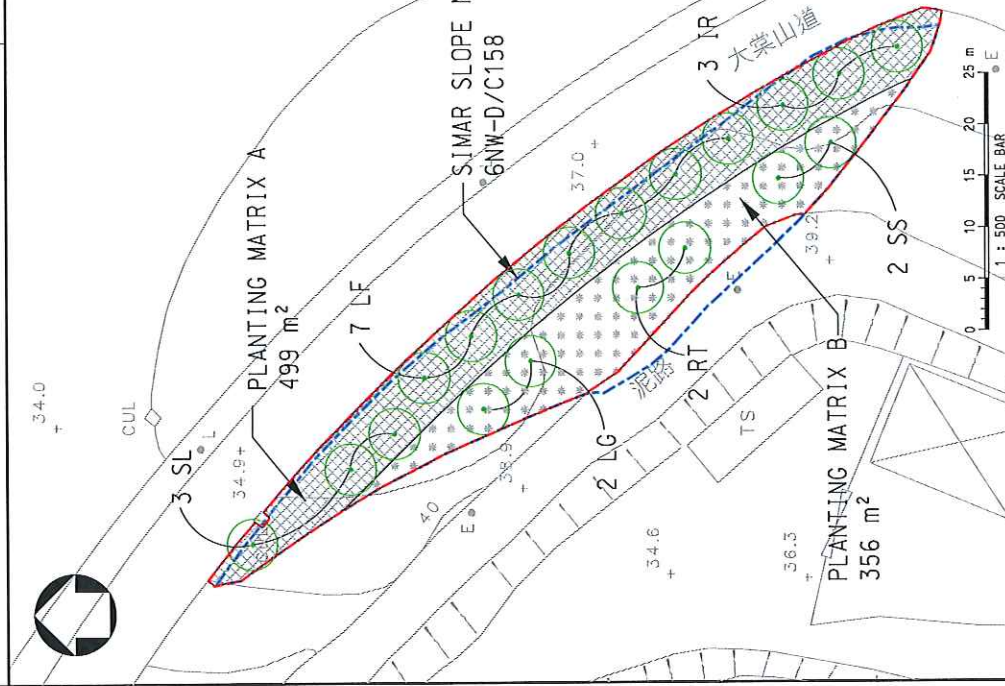 34.0
CUL
L
3 SL
34.9
PLANTING MATRIX A
499 m²
7 LF
SIMAR SLOPE
6NW-D/C158
37.0
3 IR
大棠山道
40
E
38.9
2 LG
泥路
2 RT
E
39.2
2 SS
TS
34.6
36.3
PLANTING MATRIX B
356 m²
0 5 10 15 20 25 m
1 : 500 SCALE BAR
E